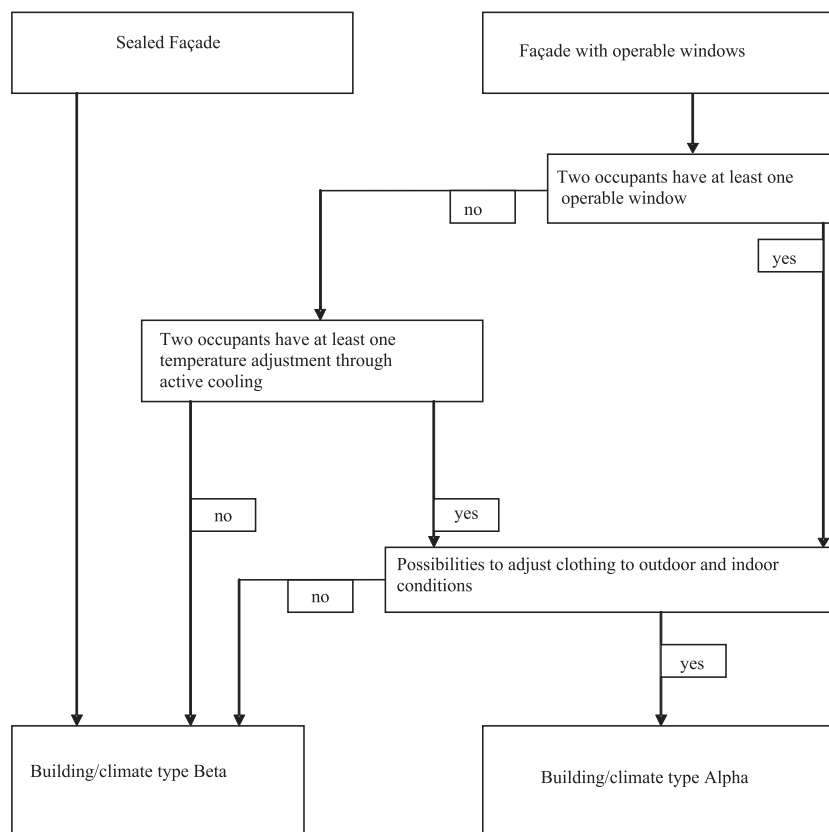 Sealed Façade
Façade with operable windows
Two occupants have at least one
operable window
no
yes
Two occupants have at least one
temperature adjustment through
active cooling
no
yes
Possibilities to adjust clothing to outdoor and indoor
conditions
no
yes
Building/climate type Beta
Building/climate type Alpha